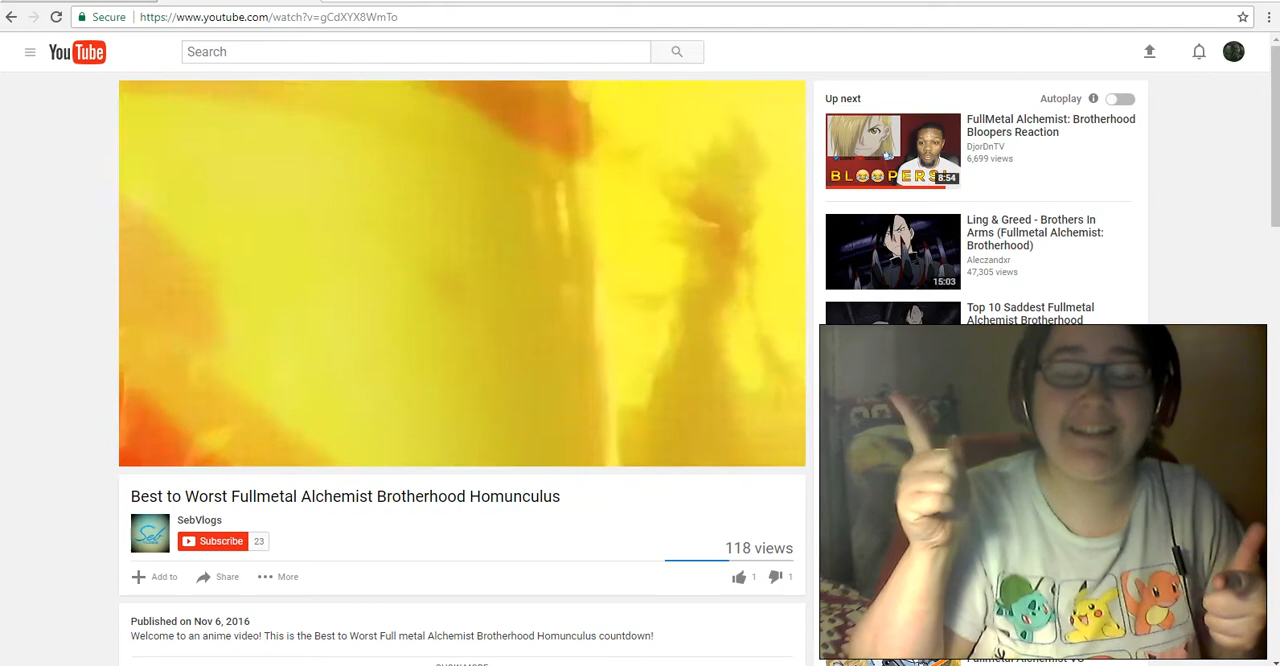 Secure
https://www.youtube.com/watch?v=gCdXYX8WmTo
YouTube
Search
Up next
Autoplay
FullMetal Alchemist: Brotherhood
Bloopers Reaction
DjorDnTV
6,699 views
BLOOPERS!
8:54
Ling & Greed - Brothers In
Arms (Fullmetal Alchemist:
Brotherhood)
Aleczandxr
47,305 views
15:03
Top 10 Saddest Fullmetal
Alchemist Brotherhood
Best to Worst Fullmetal Alchemist Brotherhood Homunculus
Seb
SebVlogs
Subscribe 23
118 views
Add to
Share
More
1
1
Published on Nov 6, 2016
Welcome to an anime video! This is the Best to Worst Full metal Alchemist Brotherhood Homunculus countdown!
SHOW MORE